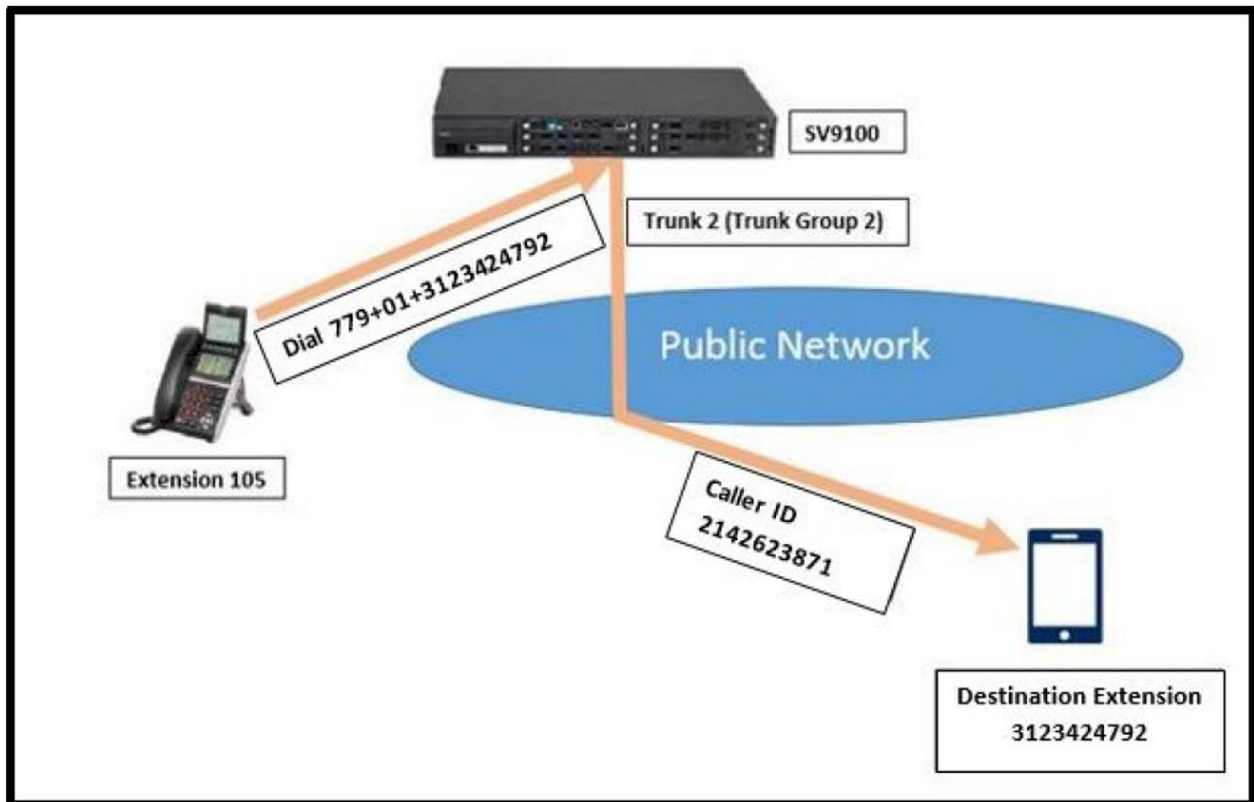 SV9100
Trunk 2 (Trunk Group 2)
Dial 779+01+3123424792
Public Network
Extension 105
Caller ID
2142623871
Destination Extension
3123424792